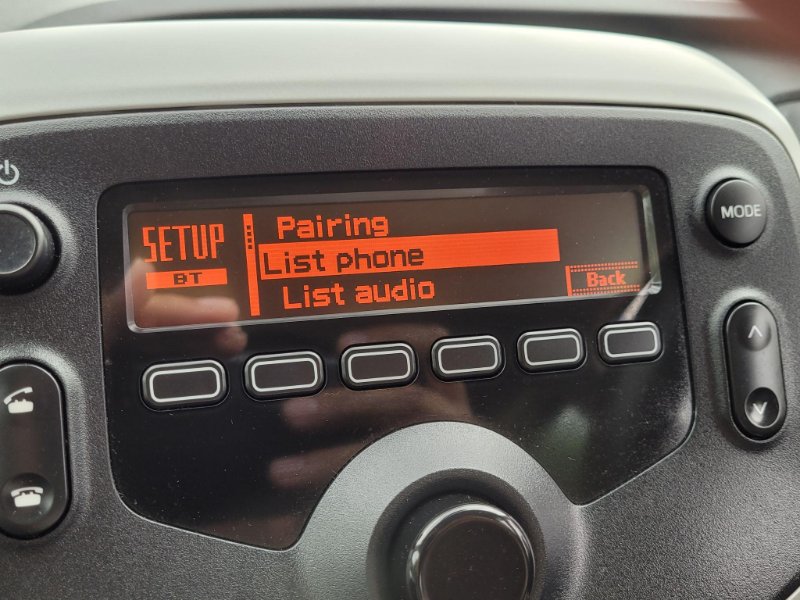 SETUP
BT
Pairing
List phone
List audio
Back
MODE